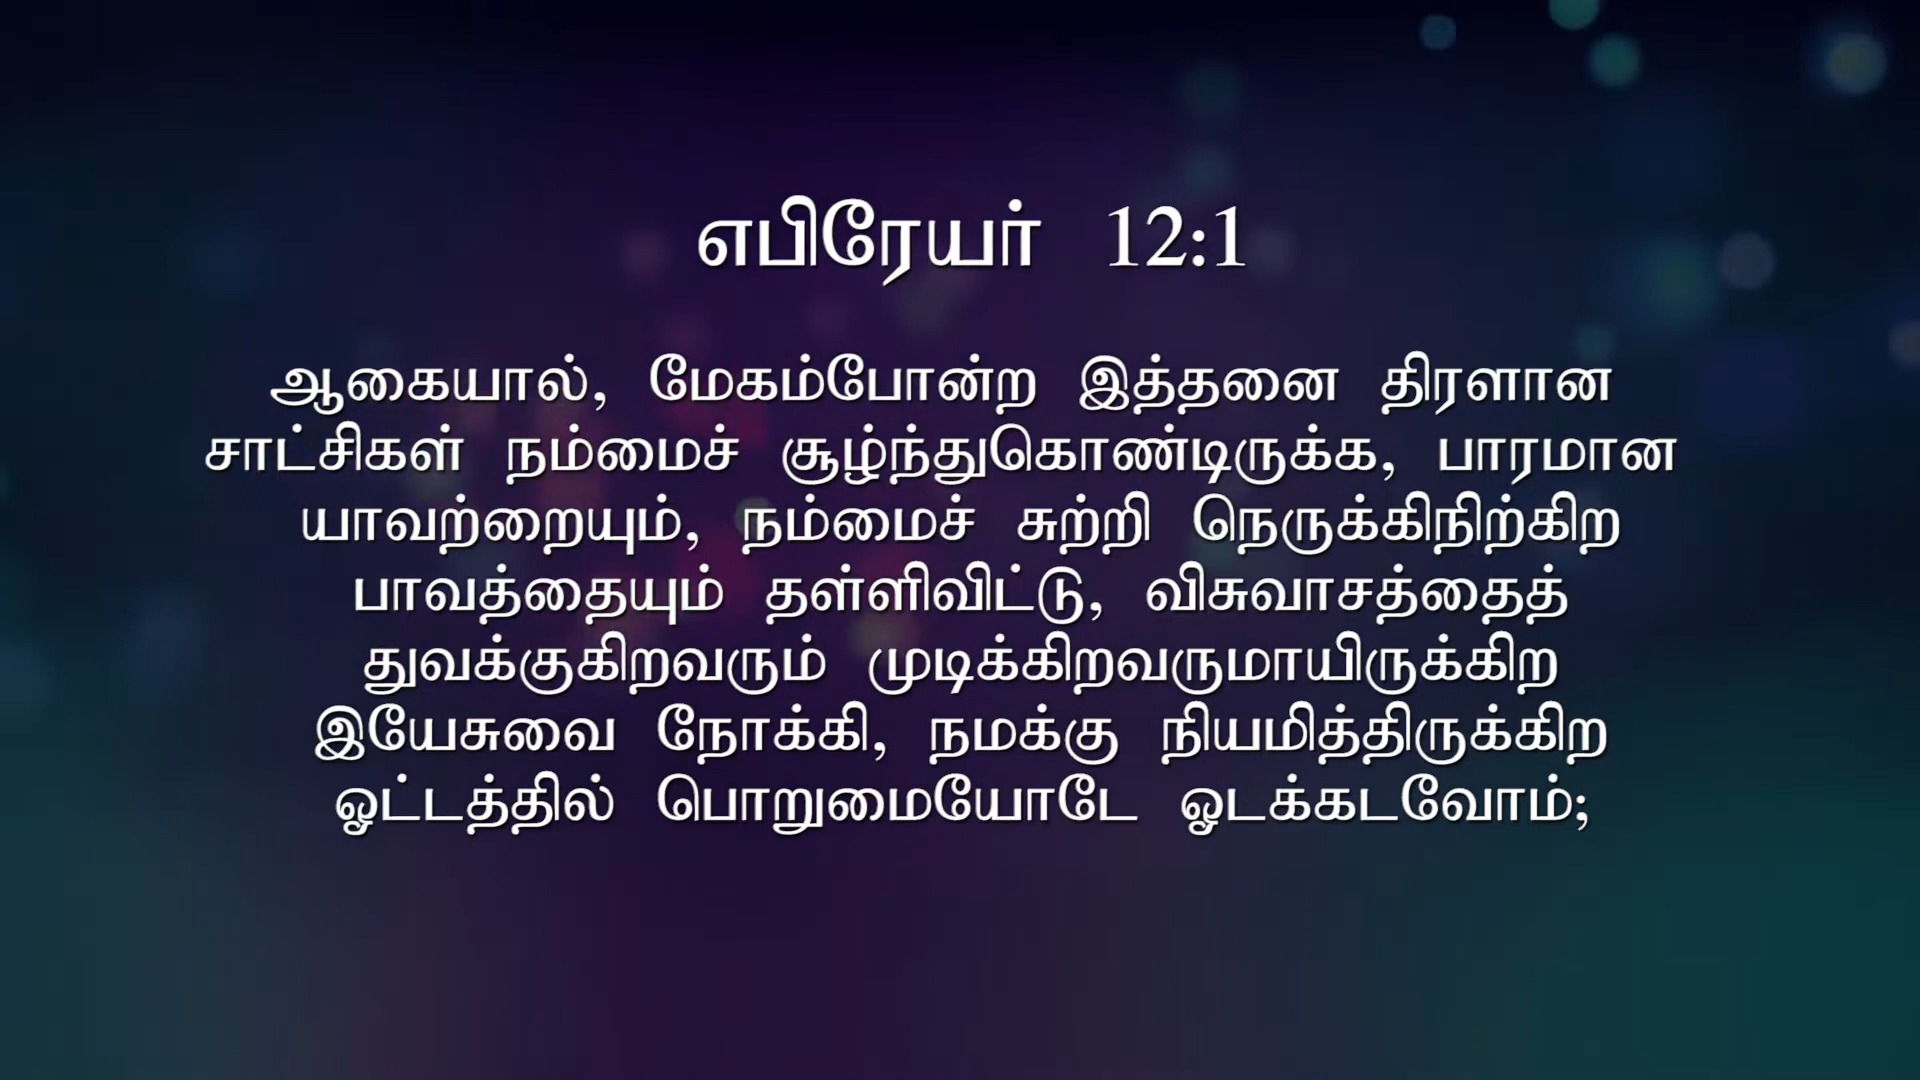 எபிரேயர் 12:1
ஆகையால், மேகம்போன்ற இத்தனை திரளான
சாட்சிகள் நம்மைச் சூழ்ந்துகொண்டிருக்க, பாரமான
யாவற்றையும், நம்மைச் சுற்றி நெருக்கிநிற்கிற
பாவத்தையும் தள்ளிவிட்டு, விசுவாசத்தைத்
துவக்குகிறவரும் முடிக்கிறவருமாயிருக்கிற
இயேசுவை நோக்கி, நமக்கு நியமித்திருக்கிற
ஓட்டத்தில் பொறுமையோடே ஓடக்கடவோம்;